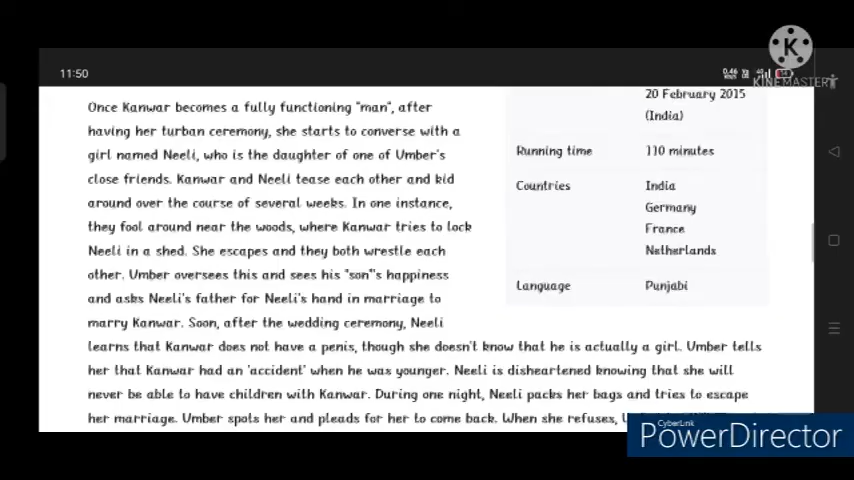 11:50
0.46
KINEMASTER
Once Kanwar becomes a fully functioning "man", after
having her turban ceremony, she starts to converse with a
girl named Neeli, who is the daughter of one of Umber's
close friends. Kanwar and Neeli tease each other and kid
around over the course of several weeks. In one instance,
they fool around near the woods, where Kanwar tries to lock
Neeli in a shed. She escapes and they both wrestle each
other. Umber oversees this and sees his "son"'s happiness
and asks Neeli's father for Neeli's hand in marriage to
marry Kanwar. Soon, after the wedding ceremony, Neeli
learns that Kanwar does not have a penis, though she doesn't know that he is actually a girl. Umber tells
her that Kanwar had an 'accident' when he was younger. Neeli is disheartened knowing that she will
never be able to have children with Kanwar. During one night, Neeli packs her bags and tries to escape
her marriage. Umber spots her and pleads for her to come back. When she refuses,
20 February 2015
(India)
Running time 110 minutes
Countries India
Germany
France
Netherlands
Language Punjabi
CyberLink
PowerDirector